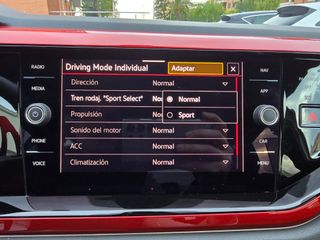 RADIO
MEDIA
PHONE
VOICE
Driving Mode Individual Adaptar X
Dirección Normal
Tren rodaj. "Sport Select" Nor Normal
Propulsión Sport
Sonido del motor Normal
ACC Normal
Climatización Normal
NAV
APP
CAR
MENU